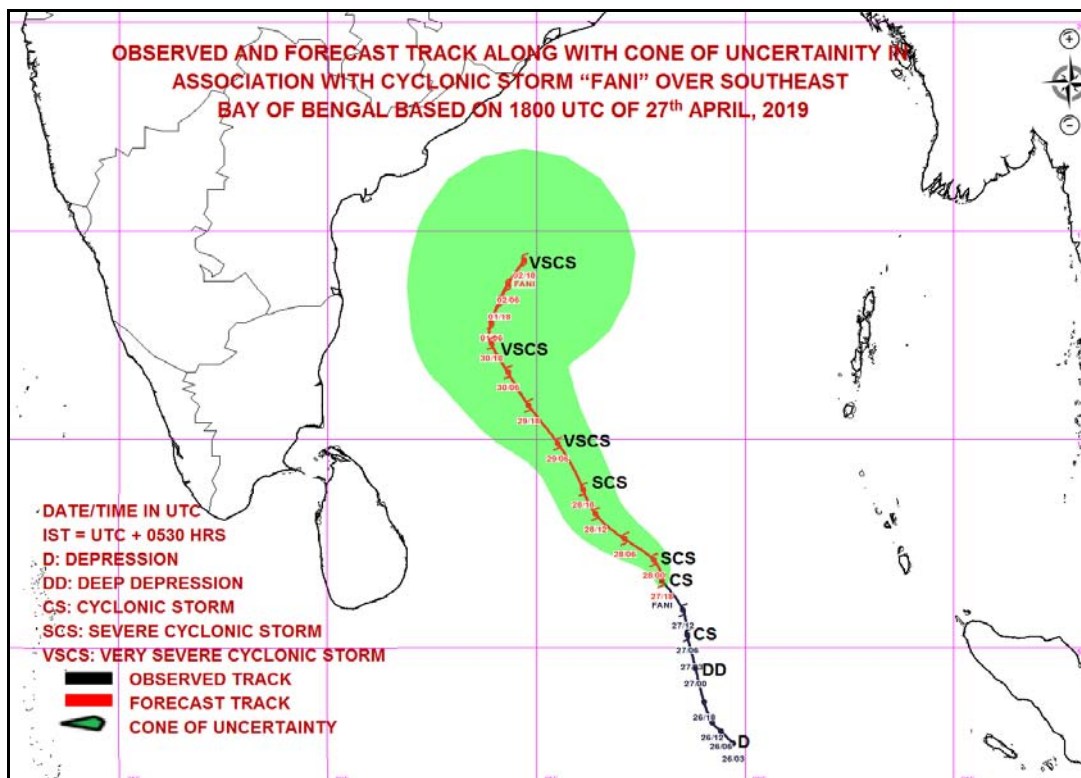 OBSERVED AND FORECAST TRACK ALONG WITH CONE OF UNCERTAINITY IN
ASSOCIATION WITH CYCLONIC STORM “FANI” OVER SOUTHEAST
BAY OF BENGAL BASED ON 1800 UTC OF 27th APRIL, 2019
VSCS
02/18
FANI
02/06
01/18
01/06
VSCS
30/18
30/06
29/18
VSCS
29/06
SCS
28/18
28/12
28/06
SCS
28/00
CS
27/18
FANI
27/12
CS
27/06
DD
27/00
26/18
26/12
D
26/06
26/03
DATE/TIME IN UTC
IST = UTC + 0530 HRS
D: DEPRESSION
DD: DEEP DEPRESSION
CS: CYCLONIC STORM
SCS: SEVERE CYCLONIC STORM
VSCS: VERY SEVERE CYCLONIC STORM
OBSERVED TRACK
FORECAST TRACK
CONE OF UNCERTAINTY